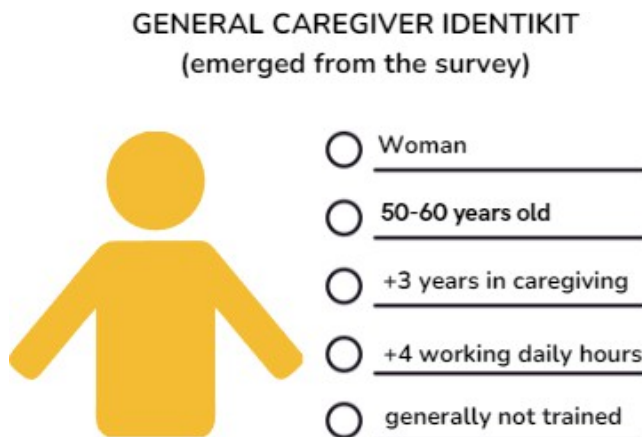 GENERAL CAREGIVER IDENTIKIT
(emerged from the survey)
Woman
50-60 years old
+3 years in caregiving
+4 working daily hours
generally not trained